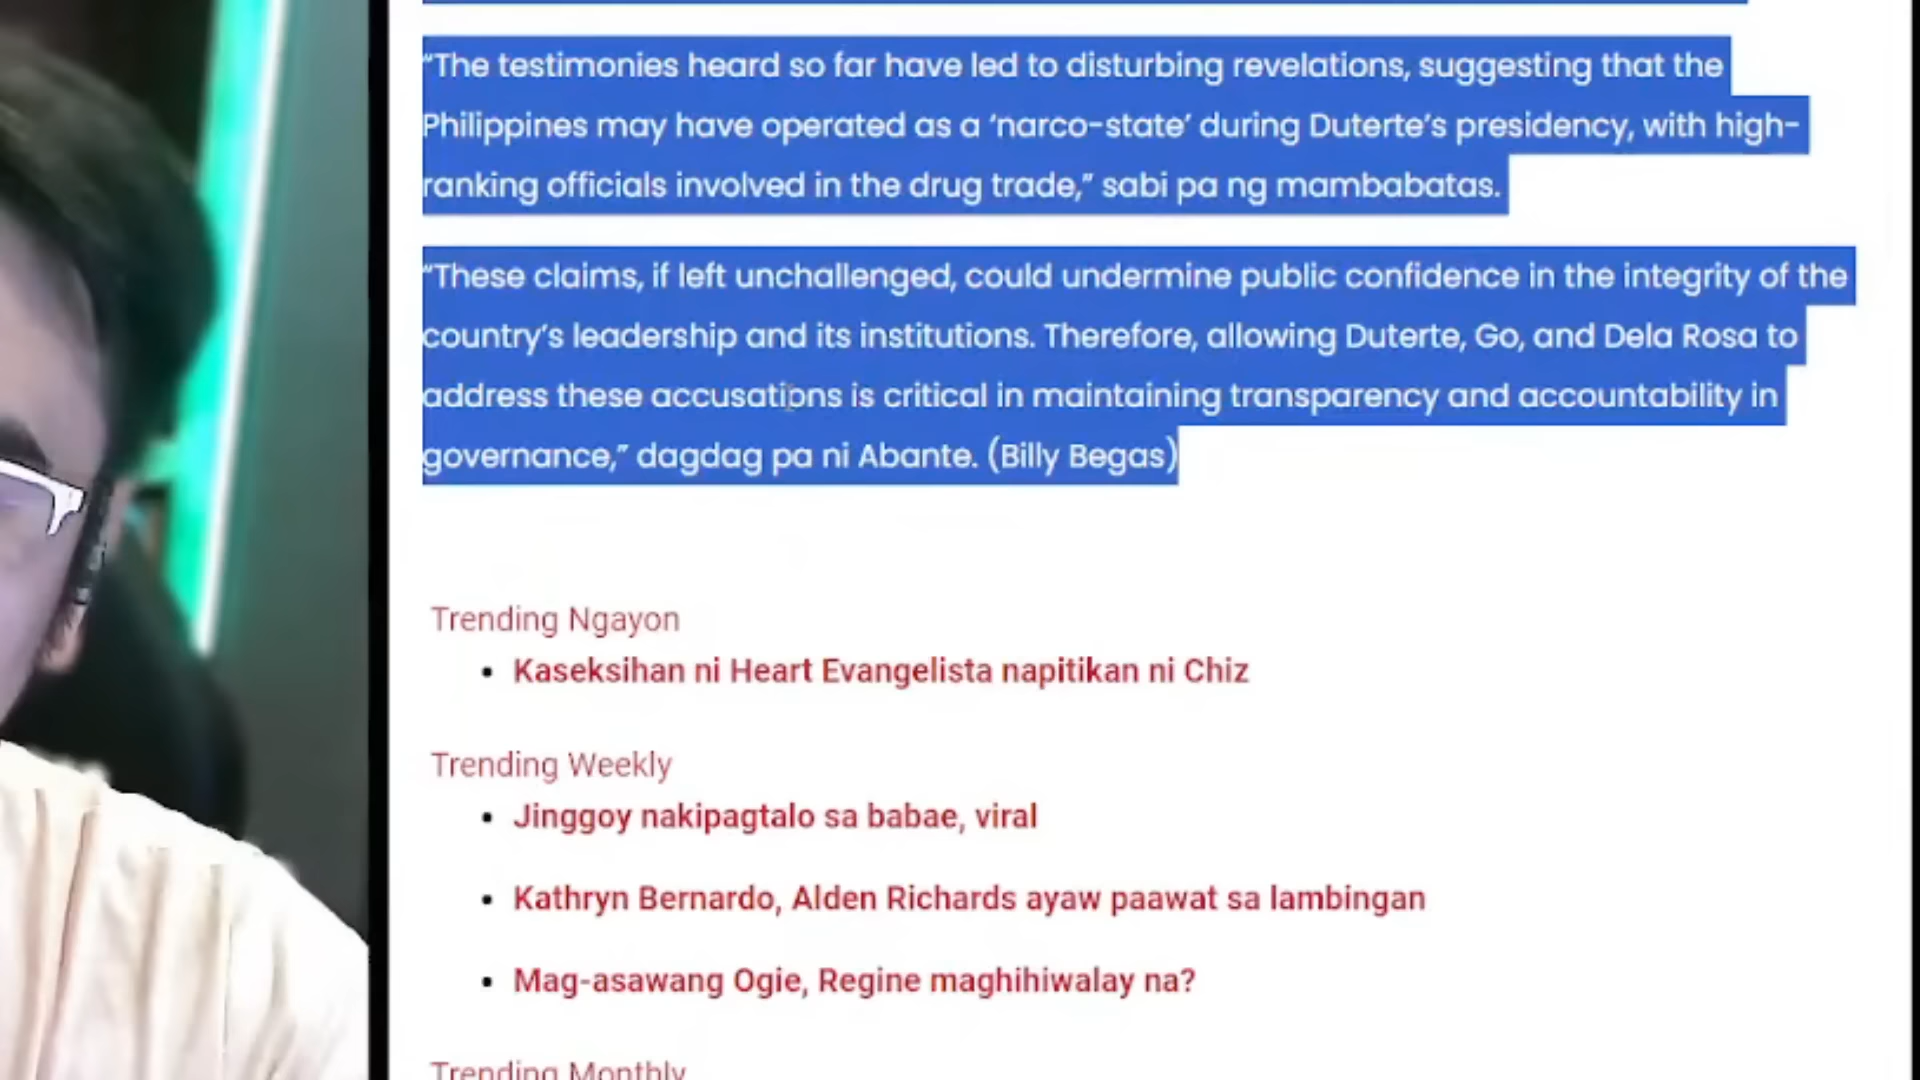 “The testimonies heard so far have led to disturbing revelations, suggesting that the
Philippines may have operated as a ‘narco-state’ during Duterte’s presidency, with high-
ranking officials involved in the drug trade,” sabi pa ng mambabatas.
“These claims, if left unchallenged, could undermine public confidence in the integrity of the
country’s leadership and its institutions. Therefore, allowing Duterte, Go, and Dela Rosa to
address these accusations is critical in maintaining transparency and accountability in
governance,” dagdag pa ni Abante. (Billy Begas)
Trending Ngayon
• Kaseksihan ni Heart Evangelista napitikan ni Chiz
Trending Weekly
• Jinggoy nakipagtalo sa babae, viral
• Kathryn Bernardo, Alden Richards ayaw paawat sa lambingan
• Mag-asawang Ogie, Regine maghihiwalay na?
Trending Monthly